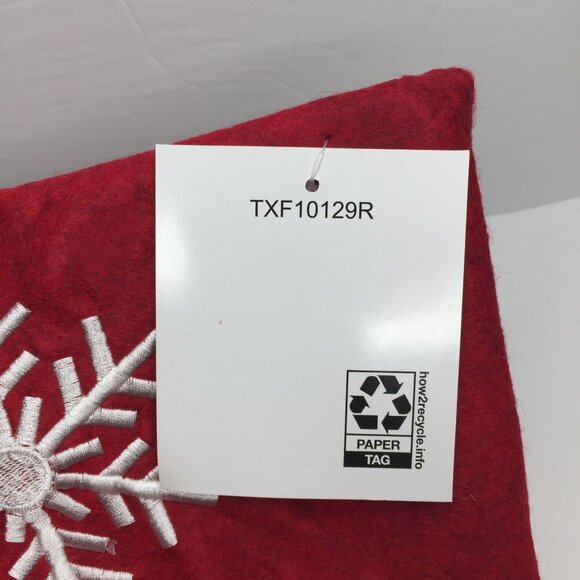 TXF10129R
how2recycle.info
PAPER
TAG